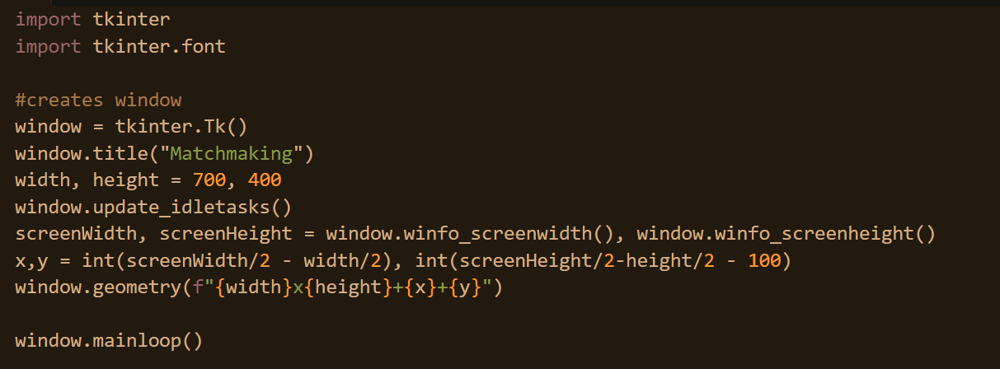 import tkinter
import tkinter.font
#creates window
window = tkinter.Tk()
window.title("Matchmaking")
width, height = 700, 400
window.update_idletasks()
screenWidth, screenHeight = window.winfo_screenwidth(), window.winfo_screenheight()
x,y = int(screenWidth/2 - width/2), int(screenHeight/2-height/2 - 100)
window.geometry(f"{width}x{height}+{x}+{y}")
window.mainloop()